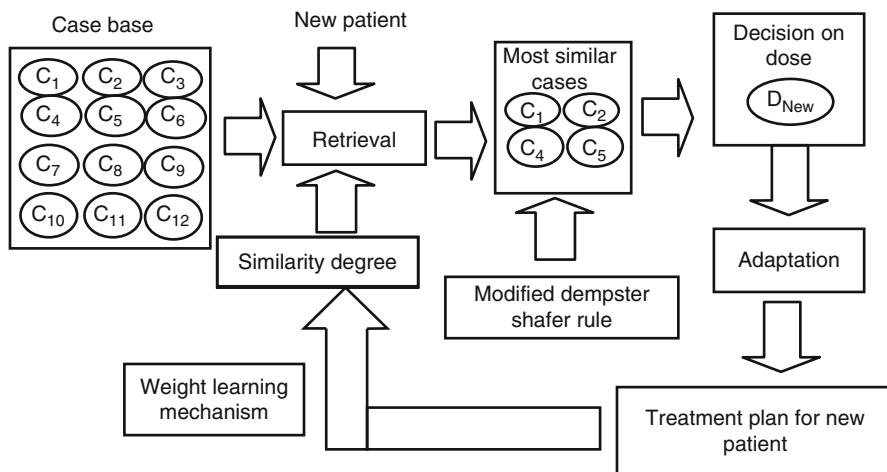 Case base
New patient
C1 C2 C3
C4 C5 C6
C7 C8 C9
C10 C11 C12
Retrieval
Most similar
cases
C1 C2
C4 C5
Decision on
dose
DNew
Similarity degree
Modified dempster
shafer rule
Adaptation
Weight learning
mechanism
Treatment plan for new
patient